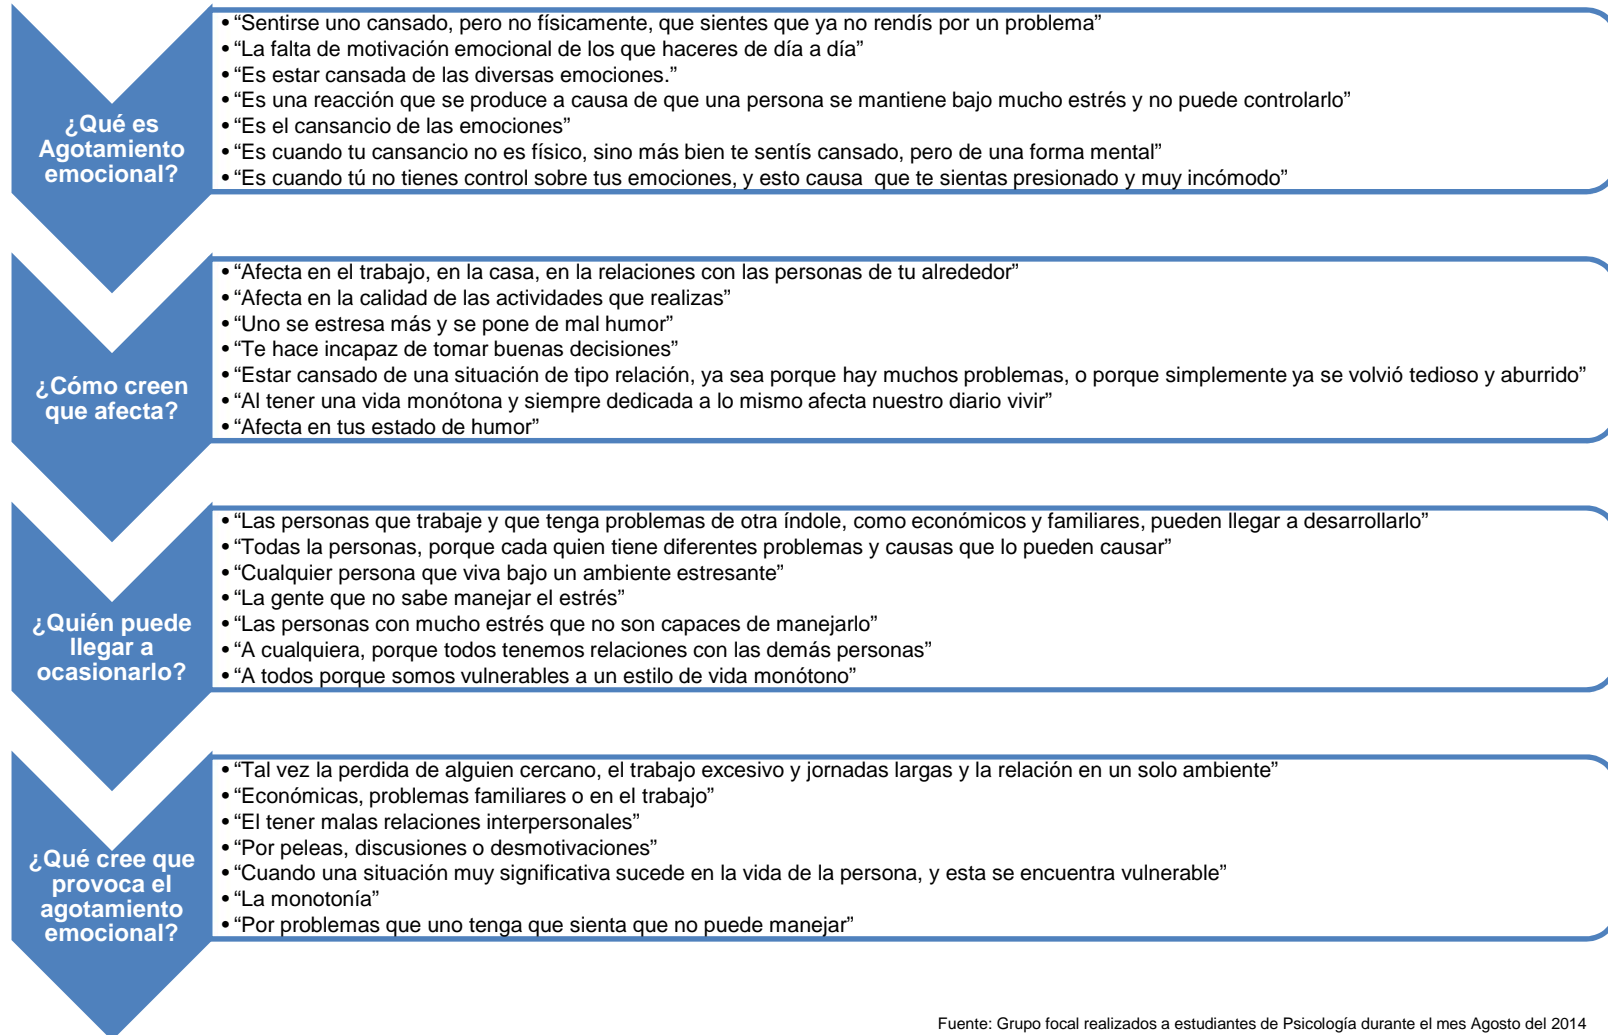 ¿Qué es
Agotamiento
emocional?
• “Sentirse uno cansado, pero no físicamente, que sientes que ya no rendís por un problema”
• “La falta de motivación emocional de los que haceres de día a día”
• “Es estar cansada de las diversas emociones.”
• “Es una reacción que se produce a causa de que una persona se mantiene bajo mucho estrés y no puede controlarlo”
• “Es el cansancio de las emociones”
• “Es cuando tu cansancio no es físico, sino más bien te sentís cansado, pero de una forma mental”
• “Es cuando tú no tienes control sobre tus emociones, y esto causa  que te sientas presionado y muy incómodo”
¿Cómo creen
que afecta?
• “Afecta en el trabajo, en la casa, en la relaciones con las personas de tu alrededor”
• “Afecta en la calidad de las actividades que realizas”
• “Uno se estresa más y se pone de mal humor”
• “Te hace incapaz de tomar buenas decisiones”
• “Estar cansado de una situación de tipo relación, ya sea porque hay muchos problemas, o porque simplemente ya se volvió tedioso y aburrido”
• “Al tener una vida monótona y siempre dedicada a lo mismo afecta nuestro diario vivir”
• “Afecta en tus estado de humor”
¿Quién puede
llegar a
ocasionarlo?
• “Las personas que trabaje y que tenga problemas de otra índole, como económicos y familiares, pueden llegar a desarrollarlo”
• “Todas la personas, porque cada quien tiene diferentes problemas y causas que lo pueden causar”
• “Cualquier persona que viva bajo un ambiente estresante”
• “La gente que no sabe manejar el estrés”
• “Las personas con mucho estrés que no son capaces de manejarlo”
• “A cualquiera, porque todos tenemos relaciones con las demás personas”
• “A todos porque somos vulnerables a un estilo de vida monótono”
¿Qué cree que
provoca el
agotamiento
emocional?
• “Tal vez la perdida de alguien cercano, el trabajo excesivo y jornadas largas y la relación en un solo ambiente”
• “Económicas, problemas familiares o en el trabajo”
• “El tener malas relaciones interpersonales”
• “Por peleas, discusiones o desmotivaciones”
• “Cuando una situación muy significativa sucede en la vida de la persona, y esta se encuentra vulnerable”
• “La monotonía”
• “Por problemas que uno tenga que sienta que no puede manejar”
Fuente: Grupo focal realizados a estudiantes de Psicología durante el mes Agosto del 2014